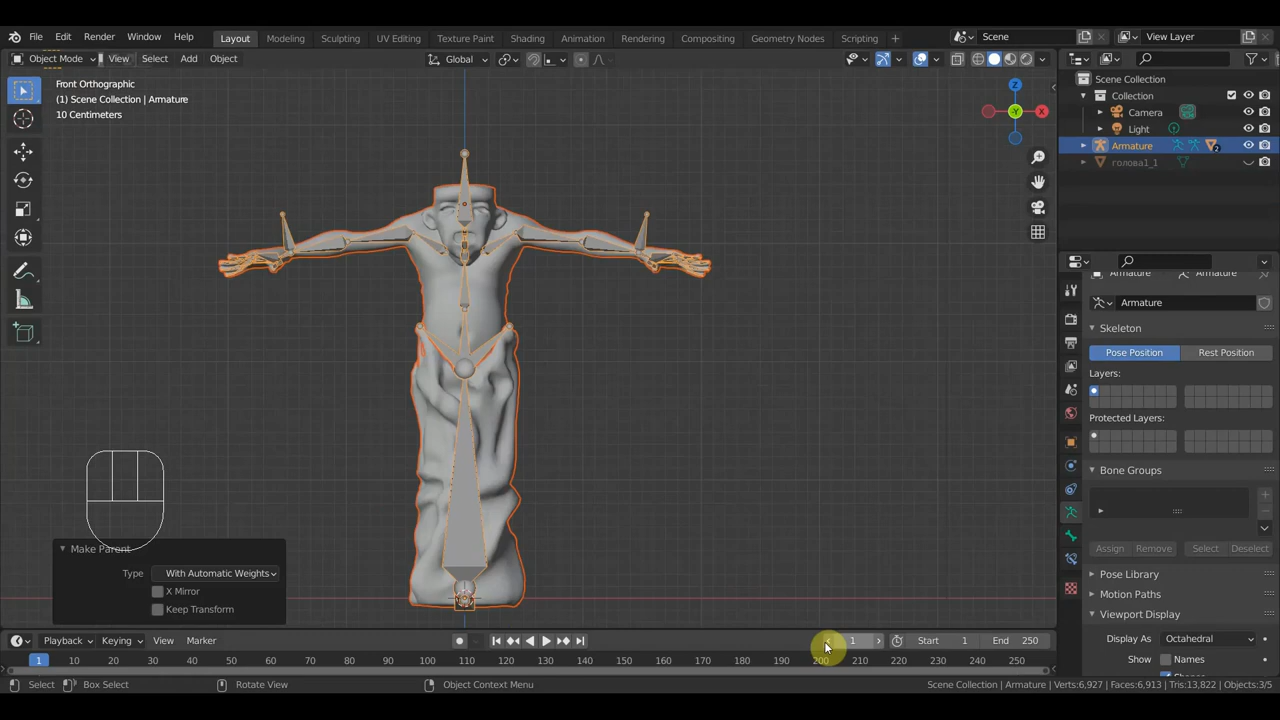 File Edit Render Window Help Layout Modeling Sculpting UV Editing Texture Paint Shading Animation Rendering Compositing Geometry Nodes Scripting + Scene View Layer
Object Mode View Select Add Object Global
Front Orthographic
(1) Scene Collection | Armature
10 Centimeters
Z
Y
X
Scene Collection
Collection
Camera
Light
Armature
2
голова1_1
Armature Armature
Armature
Skeleton
Pose Position Rest Position
Layers:
Protected Layers:
Bone Groups
Assign Remove Select Deselect
Pose Library
Motion Paths
Viewport Display
Display As Octahedral
Show Names
Make Parent
Type With Automatic Weights
X Mirror
Keep Transform
Playback Keying View Marker 1 Start 1 End 250
1 10 20 30 40 50 60 70 80 90 100 110 120 130 140 150 160 170 180 190 200 210 220 230 240 250
Select Box Select Rotate View Object Context Menu Scene Collection | Armature | Verts:6,927 | Faces:6,913 | Tris:13,822 | Objects:3/5